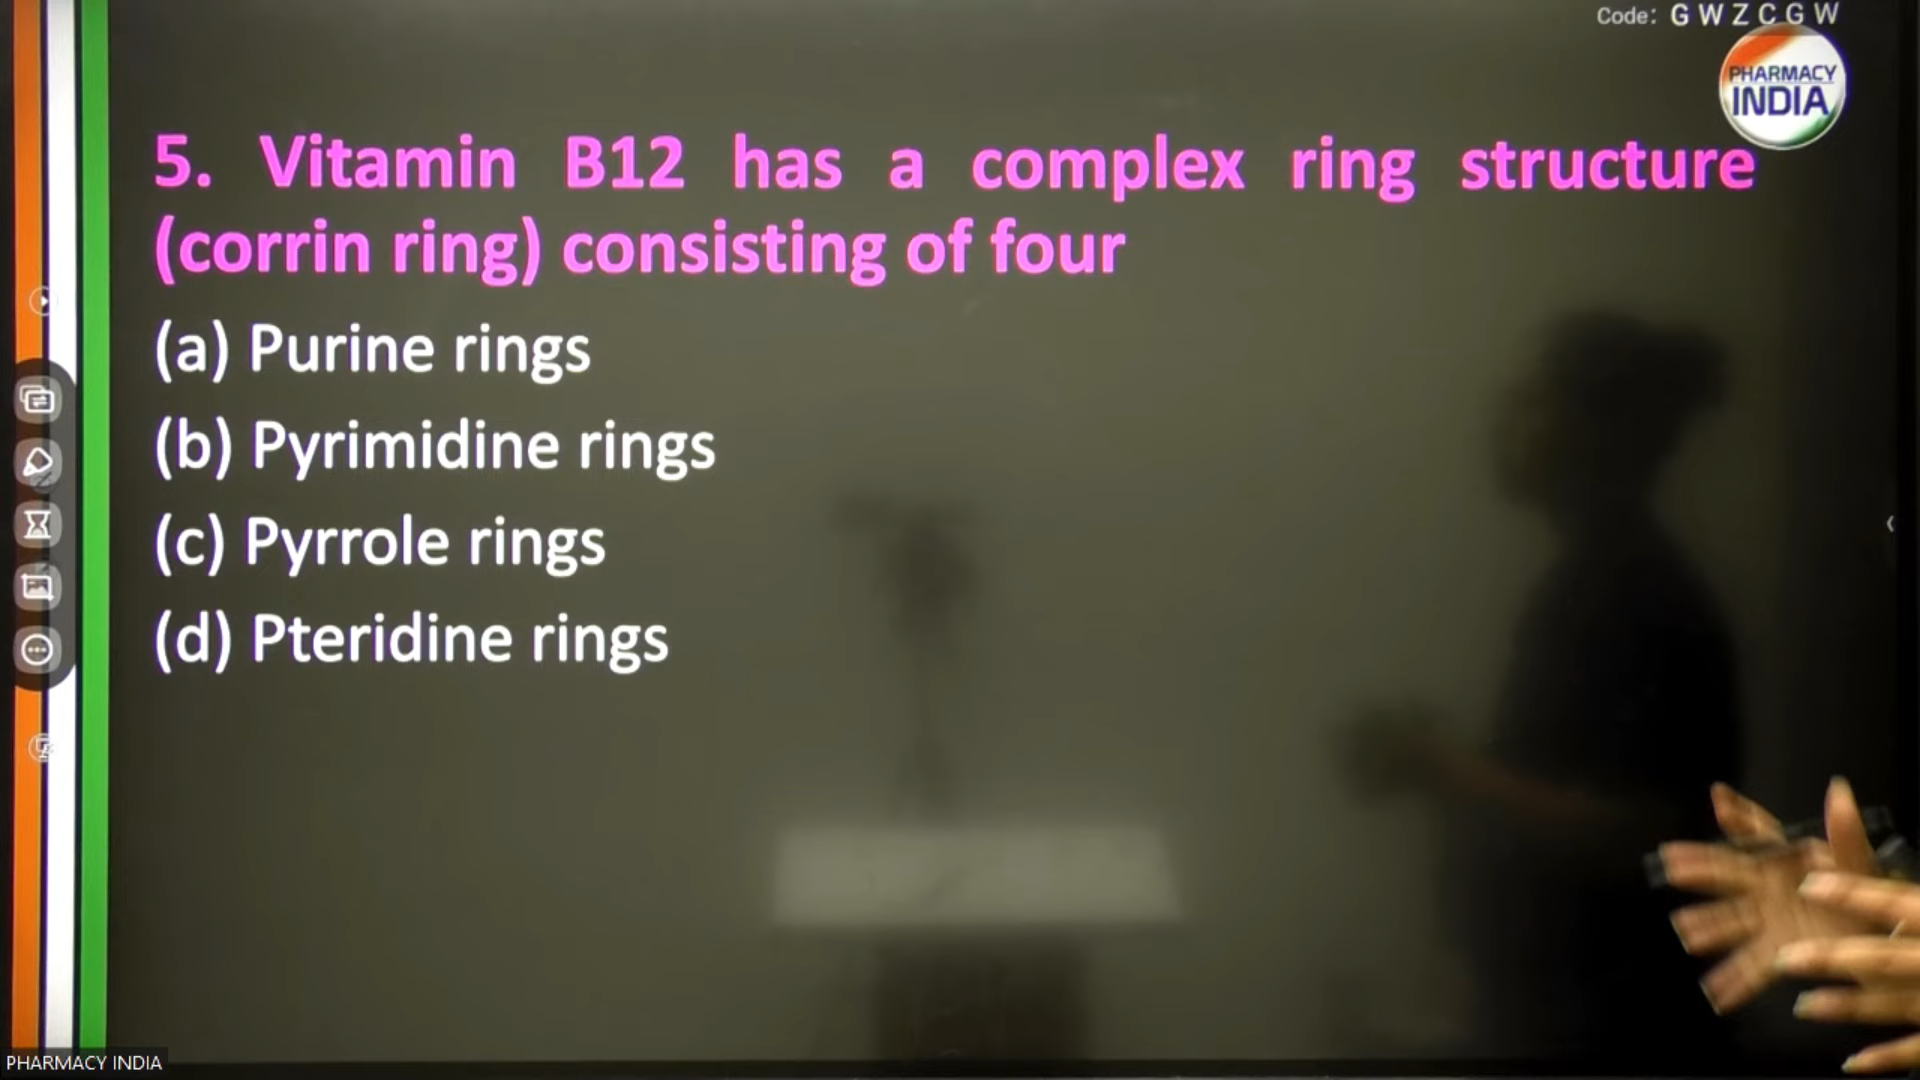 Code: GWZCGW
PHARMACY
INDIA
5. Vitamin B12 has a complex ring structure
(corrin ring) consisting of four
(a) Purine rings
(b) Pyrimidine rings
(c) Pyrrole rings
(d) Pteridine rings
PHARMACY INDIA